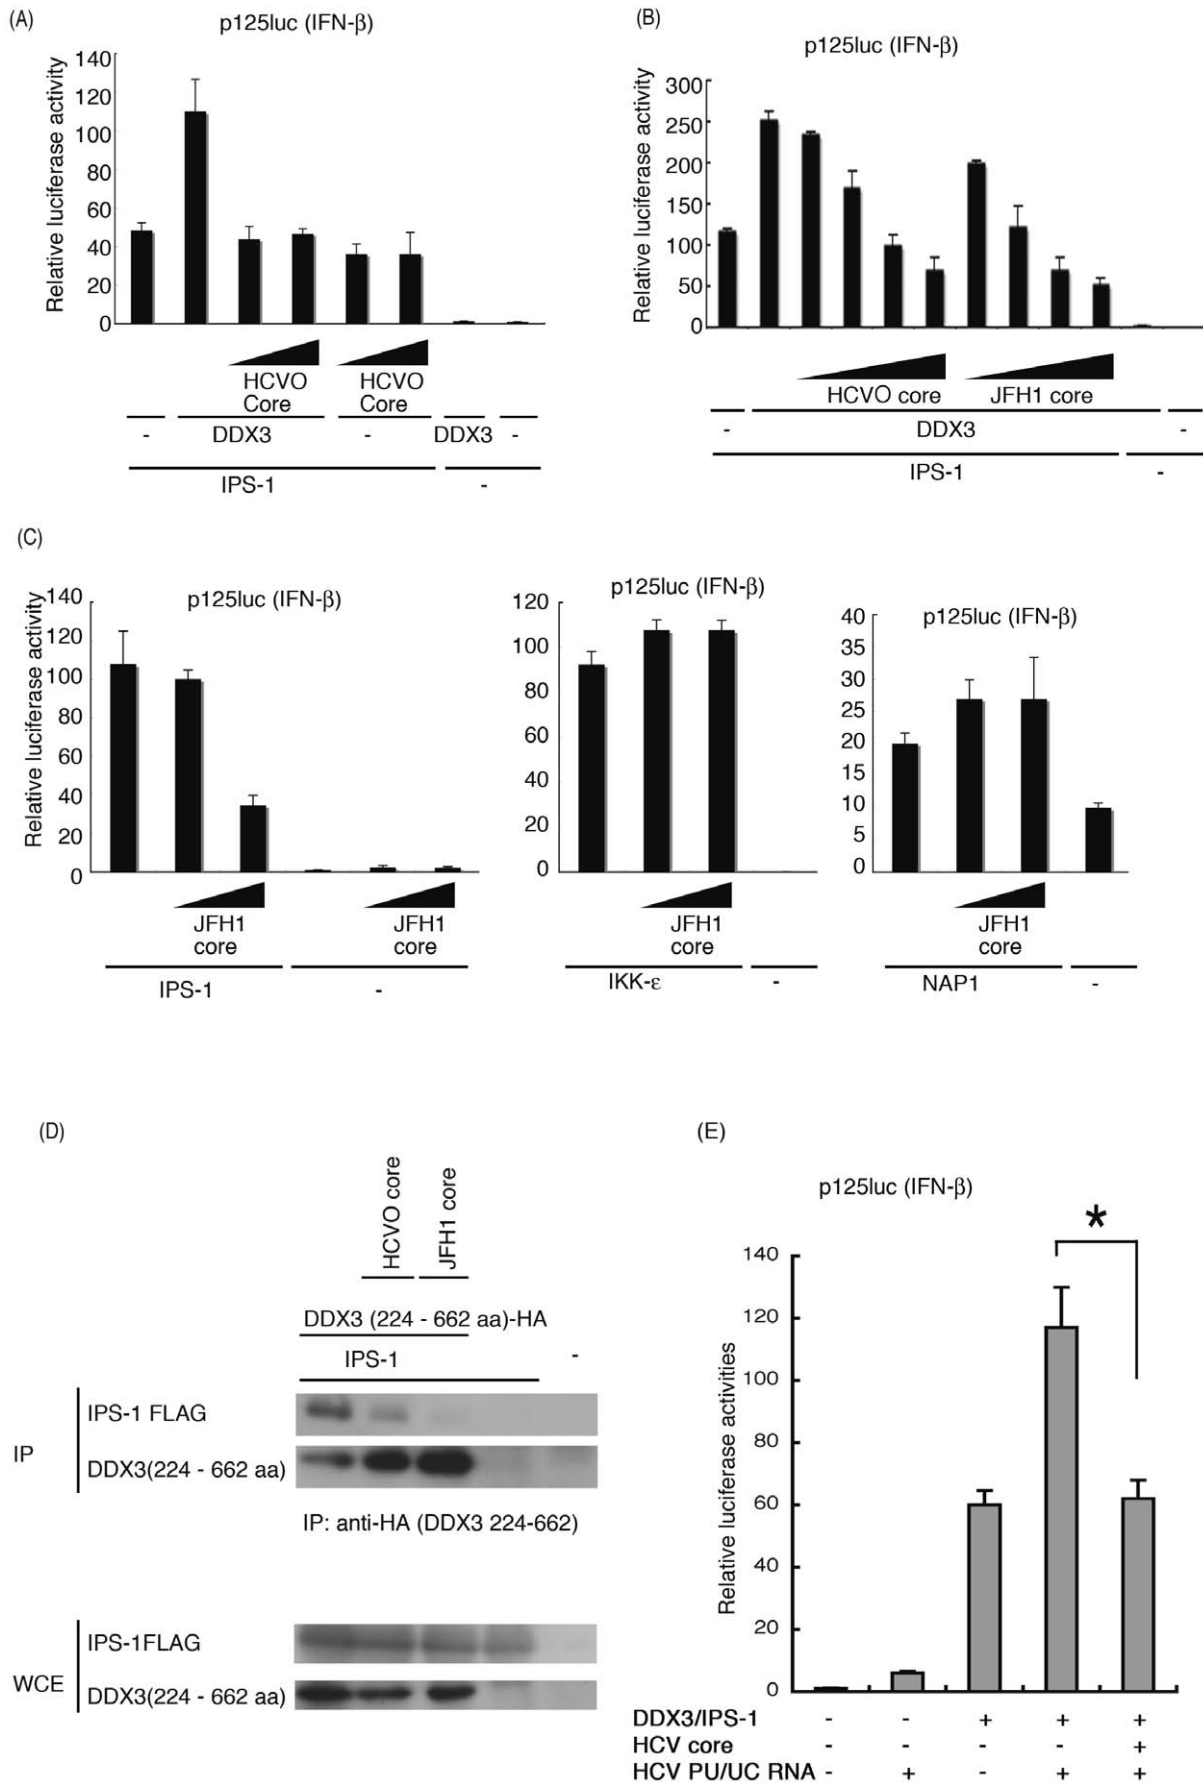 (A)
p125luc (IFN-β)
Relative luciferase activity
140
120
100
80
60
40
20
0
HCVO Core
HCVO Core
- DDX3 - DDX3 -
IPS-1 -
(B)
p125luc (IFN-β)
Relative luciferase activity
300
250
200
150
100
50
0
HCVO core JFH1 core
- DDX3 -
IPS-1 -
(C)
p125luc (IFN-β)
Relative luciferase activity
140
120
100
80
60
40
20
0
JFH1 core
JFH1 core
IPS-1 -
p125luc (IFN-β)
120
100
80
60
40
20
0
JFH1 core
IKK-ε -
p125luc (IFN-β)
40
35
30
25
20
15
10
5
0
JFH1 core
NAP1 -
(D)
HCVO core
JFH1 core
DDX3 (224 - 662 aa)-HA
IPS-1 -
IP
IPS-1 FLAG
DDX3(224 - 662 aa)
IP: anti-HA (DDX3 224-662)
WCE
IPS-1FLAG
DDX3(224 - 662 aa)
(E)
p125luc (IFN-β)
*
Relative luciferase activities
140
120
100
80
60
40
20
0
DDX3/IPS-1 - - + + +
HCV core - - - - +
HCV PU/UC RNA - + - + +